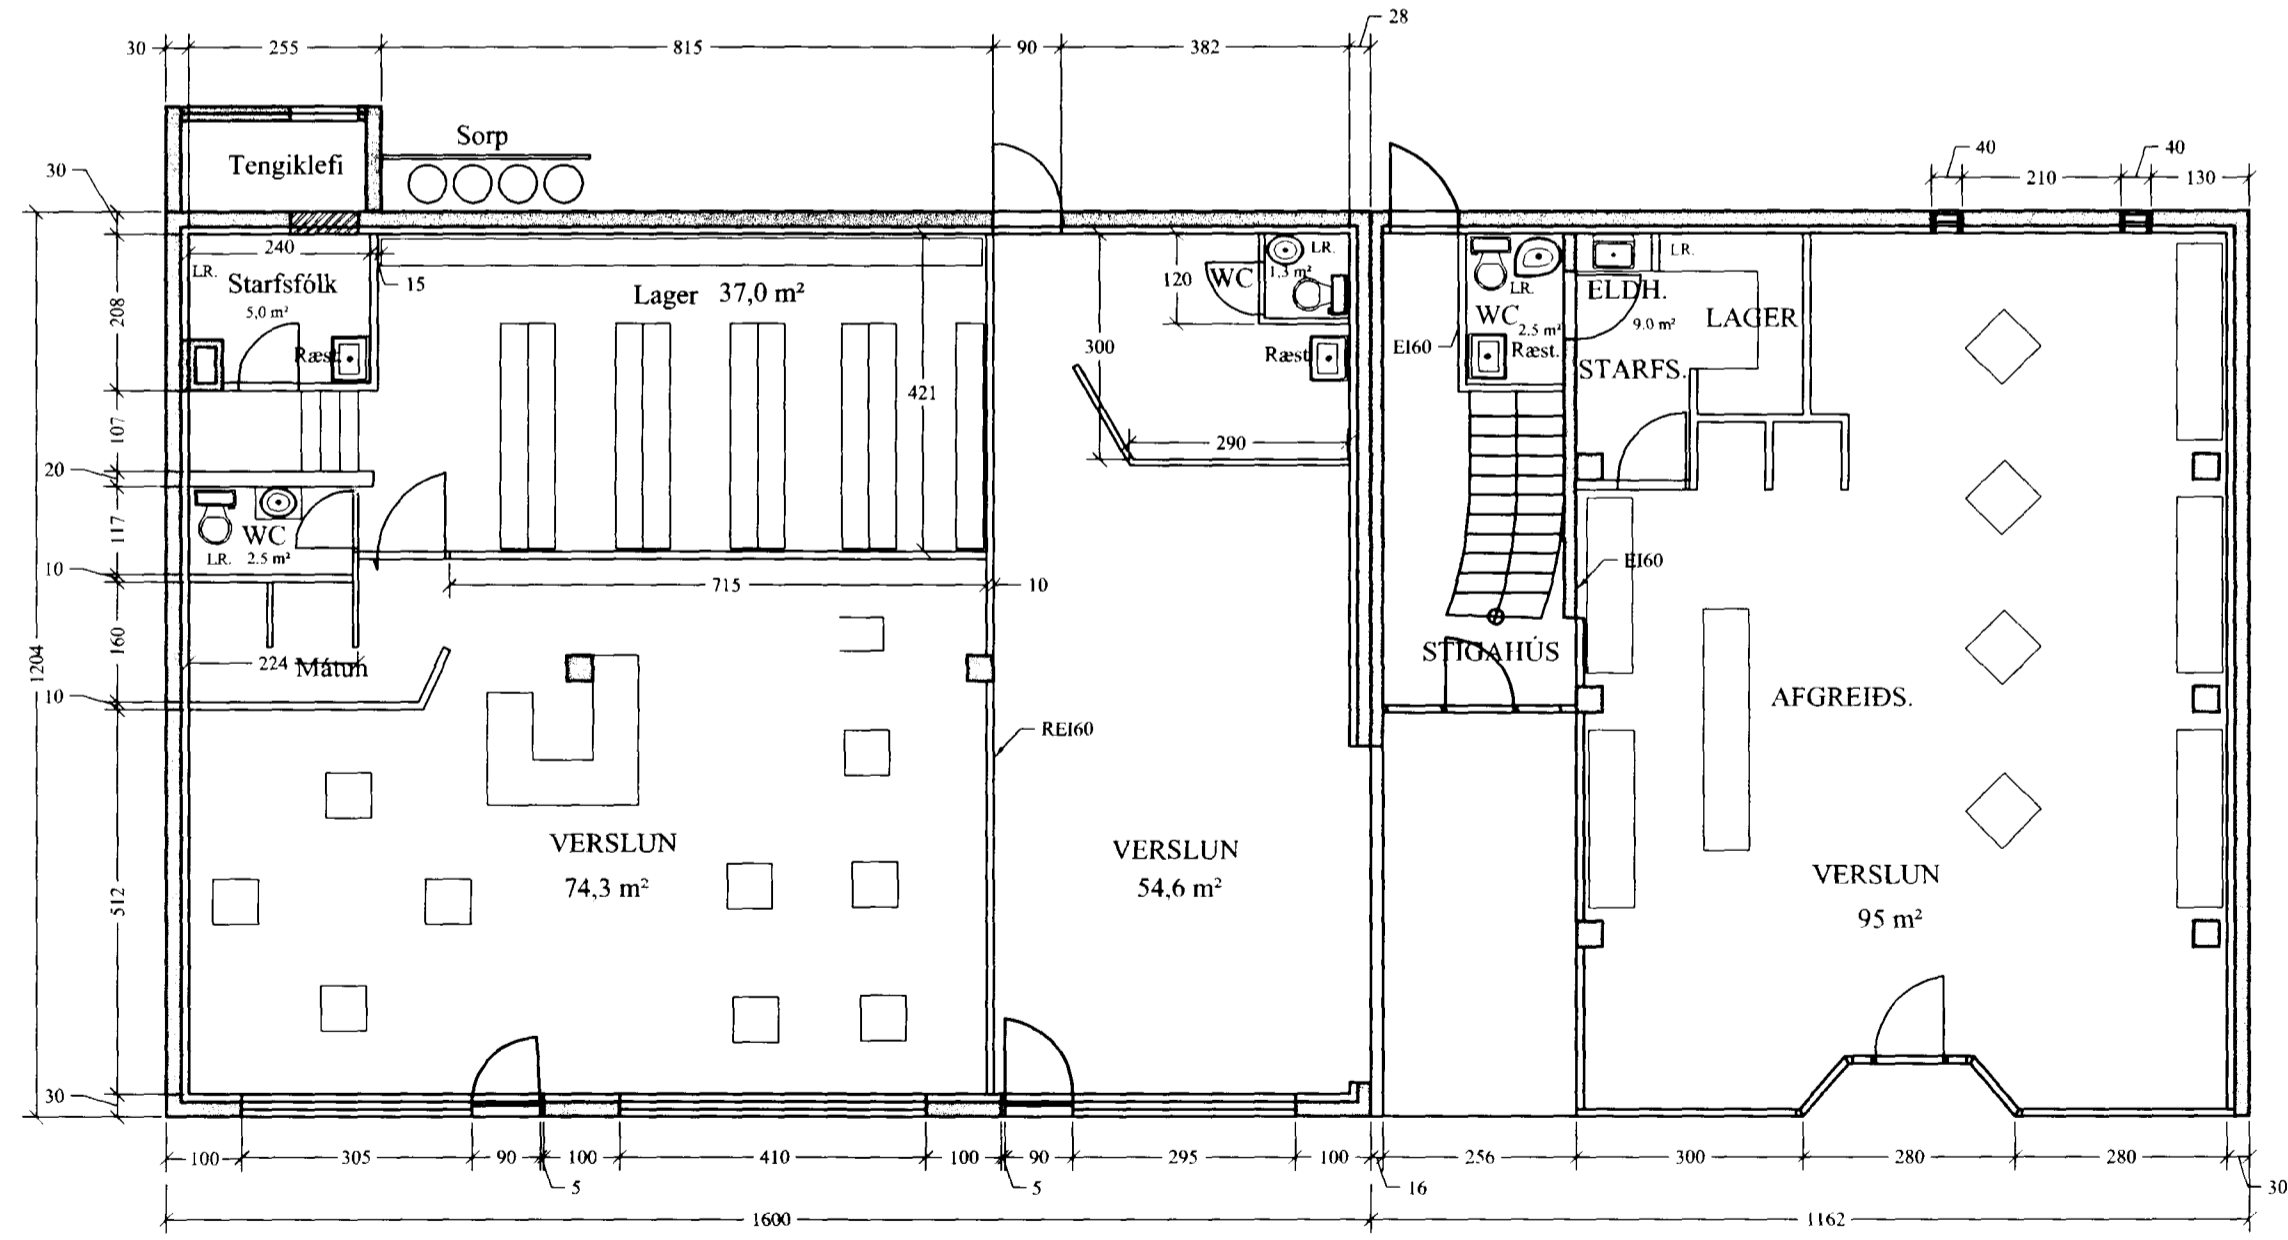 28
30 255 815 90 382
Sorp
Tengiklefi
40 40
210 130
30
240
LR.
Starfsfólk
5,0 m²
15
Lager 37,0 m²
120
WC
LR.
1,3 m²
LR.
WC
2.5 m²
ELDH.
LR.
9.0 m²
LAGER
208
Ræst.
300
Ræst
EI60
Ræst.
STARFS.
421
107
290
20
117
WC
LR. 2.5 m²
10
715
10
EI60
1204
160
224 Mátun
STIGAHÚS
10
REI60
AFGREIÐS.
VERSLUN
74,3 m²
VERSLUN
54,6 m²
VERSLUN
95 m²
512
30
100 305 90 100 410 100 90 295 100 256 300 280 280
5 5 16 30
1600 1162